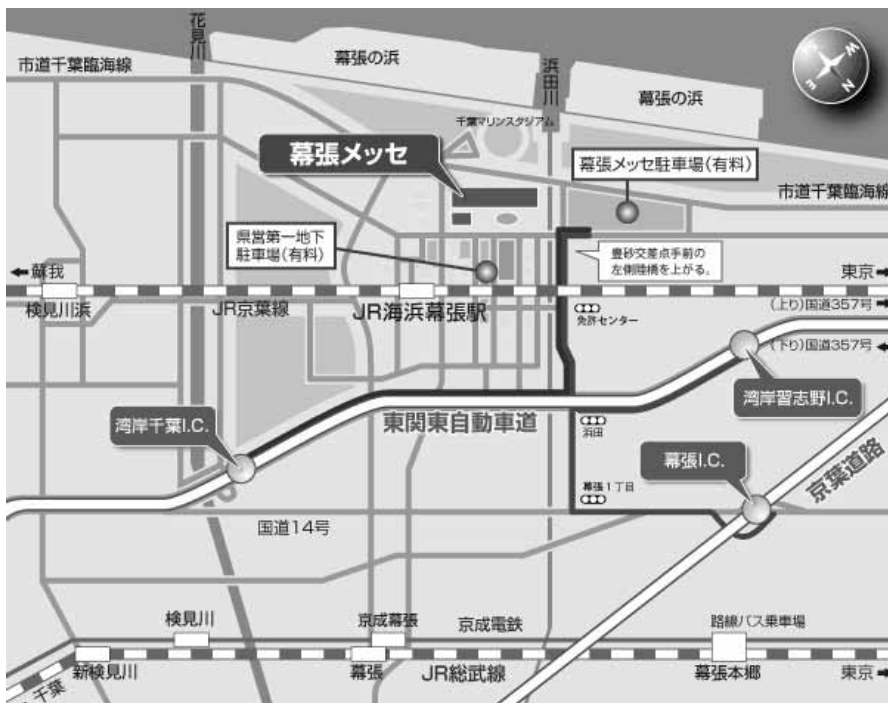 花見川
幕張の浜
浜田川
幕張の浜
市道千葉臨海線
千葉マリンスタジアム
幕張メッセ
幕張メッセ駐車場(有料)
市道千葉臨海線
県営第一地下
駐車場(有料)
豊砂交差点手前の
左側陸橋を上がる。
蘇我
東京
検見川浜
JR京葉線
JR海浜幕張駅
免許センター
(上り)国道357号
(下り)国道357号
湾岸習志野I.C.
湾岸千葉I.C.
東関東自動車道
浜田
幕張I.C.
京葉道路
幕張1丁目
国道14号
検見川
京成幕張
京成電鉄
路線バス乗車場
新検見川
幕張
JR総武線
幕張本郷
東京
千葉
N
E
W
S